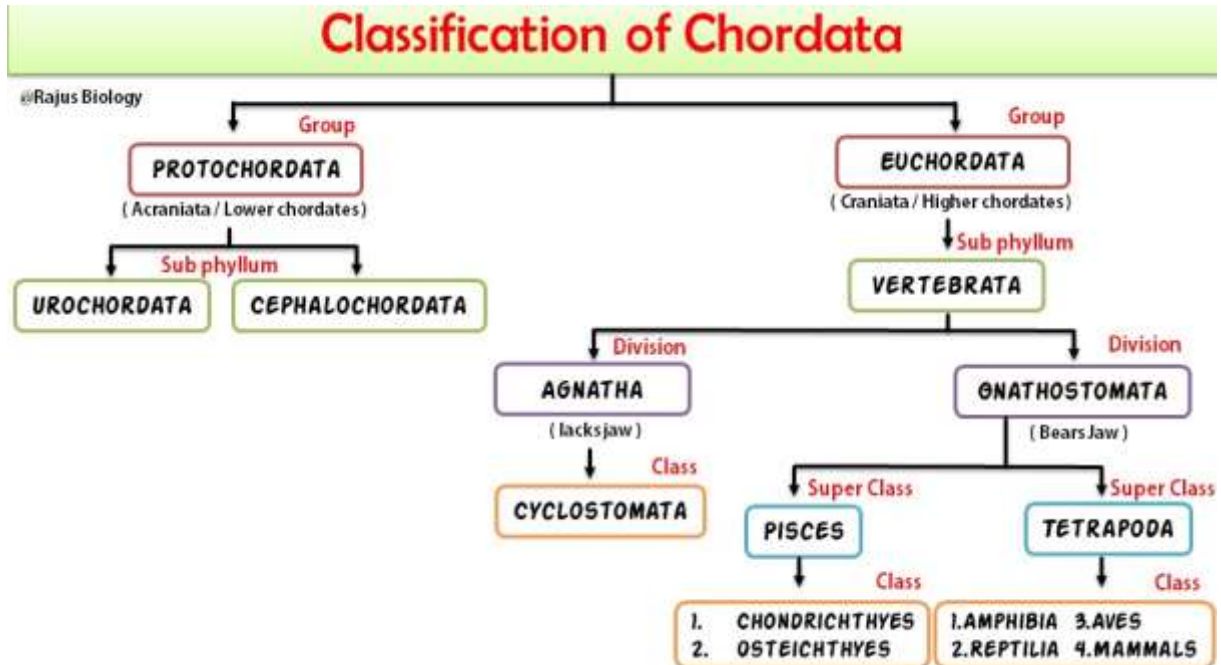 Classification of Chordata
@Rajus Biology
Group
PROTOCHORDATA
( Acraniata / Lower chordates)
Sub phyllum
UROCHORDATA
CEPHALOCHORDATA
Group
EUCHORDATA
( Craniata / Higher chordates)
Sub phyllum
VERTEBRATA
Division
AGNATHA
( lacks jaw )
Class
CYCLOSTOMATA
Division
GNATHOSTOMATA
( Bears Jaw )
Super Class
PISCES
Class
1. CHONDRICHTHYES
2. OSTEICHTHYES
Super Class
TETRAPODA
Class
1.AMPHIBIA 3.AVES
2.REPTILIA 4.MAMMALS